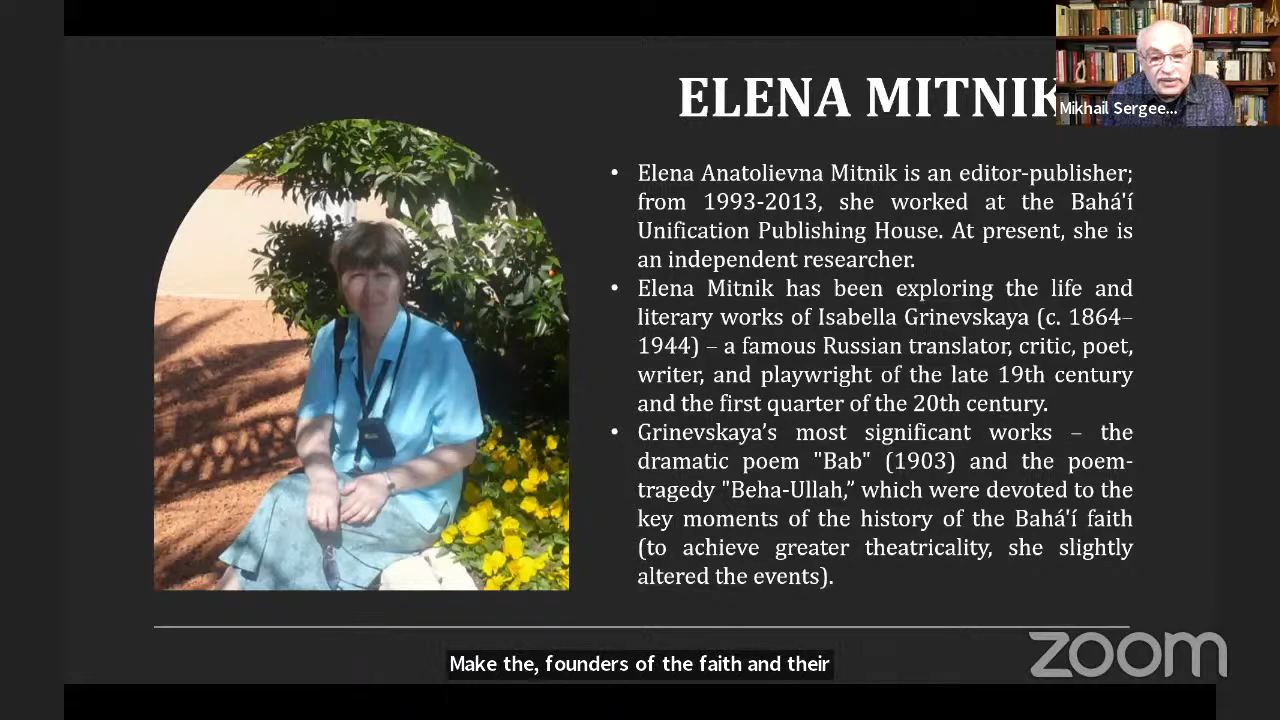 ELENA MITNIK
Mikhail Sergee...
• Elena Anatolievna Mitnik is an editor-publisher;
from 1993-2013, she worked at the Bahá'í
Unification Publishing House. At present, she is
an independent researcher.
• Elena Mitnik has been exploring the life and
literary works of Isabella Grinevskaya (c. 1864–
1944) – a famous Russian translator, critic, poet,
writer, and playwright of the late 19th century
and the first quarter of the 20th century.
• Grinevskaya’s most significant works – the
dramatic poem "Bab" (1903) and the poem-
tragedy "Beha-Ullah,” which were devoted to the
key moments of the history of the Bahá'í faith
(to achieve greater theatricality, she slightly
altered the events).
zoom
Make the, founders of the faith and their